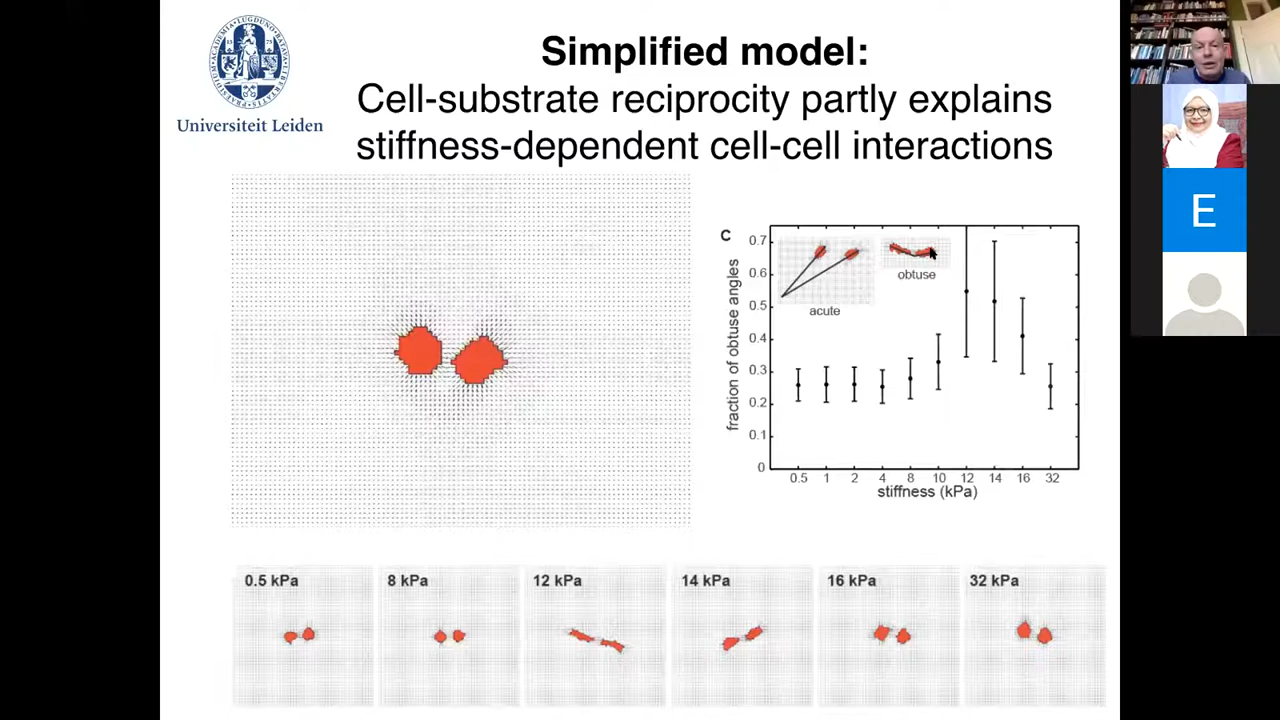 Simplified model:
Cell-substrate reciprocity partly explains
stiffness-dependent cell-cell interactions
Universiteit Leiden
E
C
fraction of obtuse angles
0.7
0.6
0.5
0.4
0.3
0.2
0.1
0
acute
obtuse
0.5 1 2 4 8 10 12 14 16 32
stiffness (kPa)
0.5 kPa
8 kPa
12 kPa
14 kPa
16 kPa
32 kPa